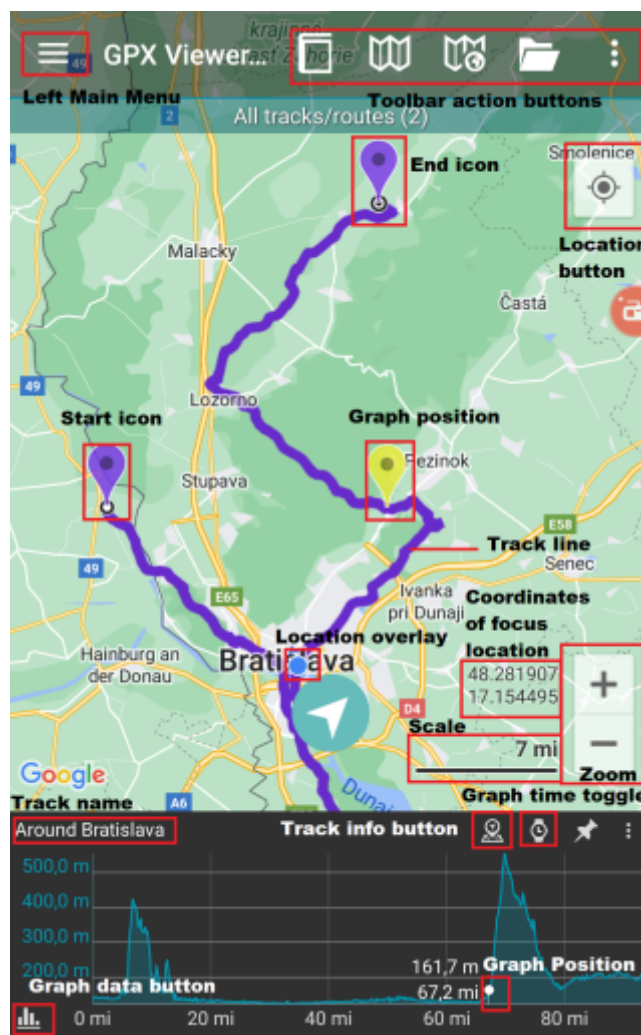 krajinná
GPX Viewer...
49
Left Main Menu
Toolbar action buttons
2
All tracks/routes (2)
End icon
Smolenice
Location
button
Malacky
Častá
49
Lozorno
Start icon
Graph position
Pezinok
Stupava
E58
Track line
Senec
49
E65
Ivanka
pri Dunaji
Coordinates
of focus
location
Hainburg an
der Donau
Location overlay
Bratislava
48.281907
17.154495
D4
Scale
7 mi
Zoom
Google
Track name
A6
Dunaj
Graph time toggle
Around Bratislava
Track info button
500,0 m
400,0 m
300,0 m
200,0 m
161,7 m
Graph Position
Graph data button
67,2 mi
0 mi
20 mi
40 mi
60 mi
80 mi